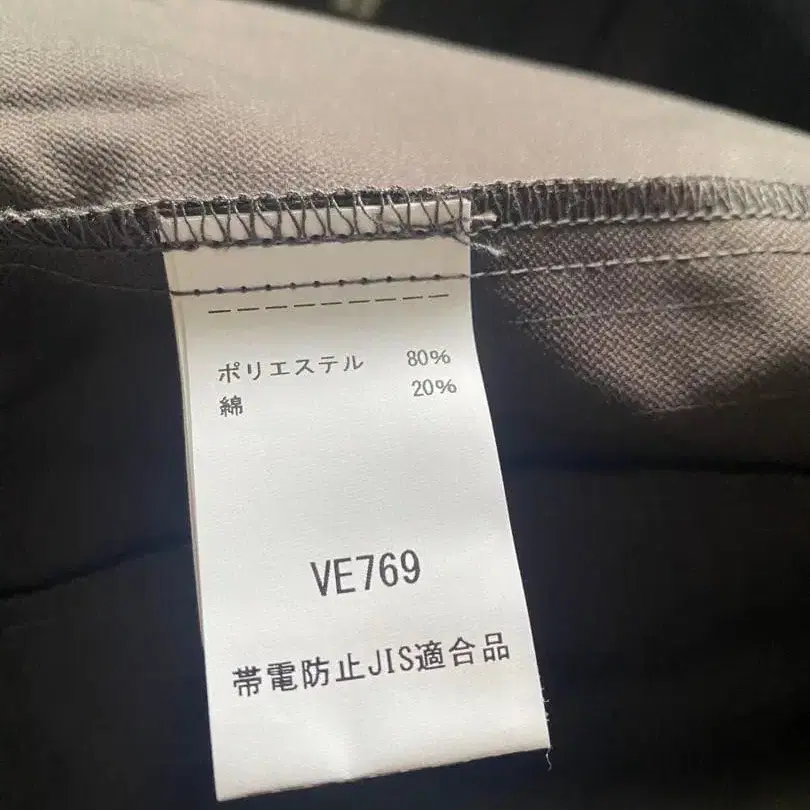 ポリエステル 80%
綿 20%
VE769
帯電防止JIS適合品